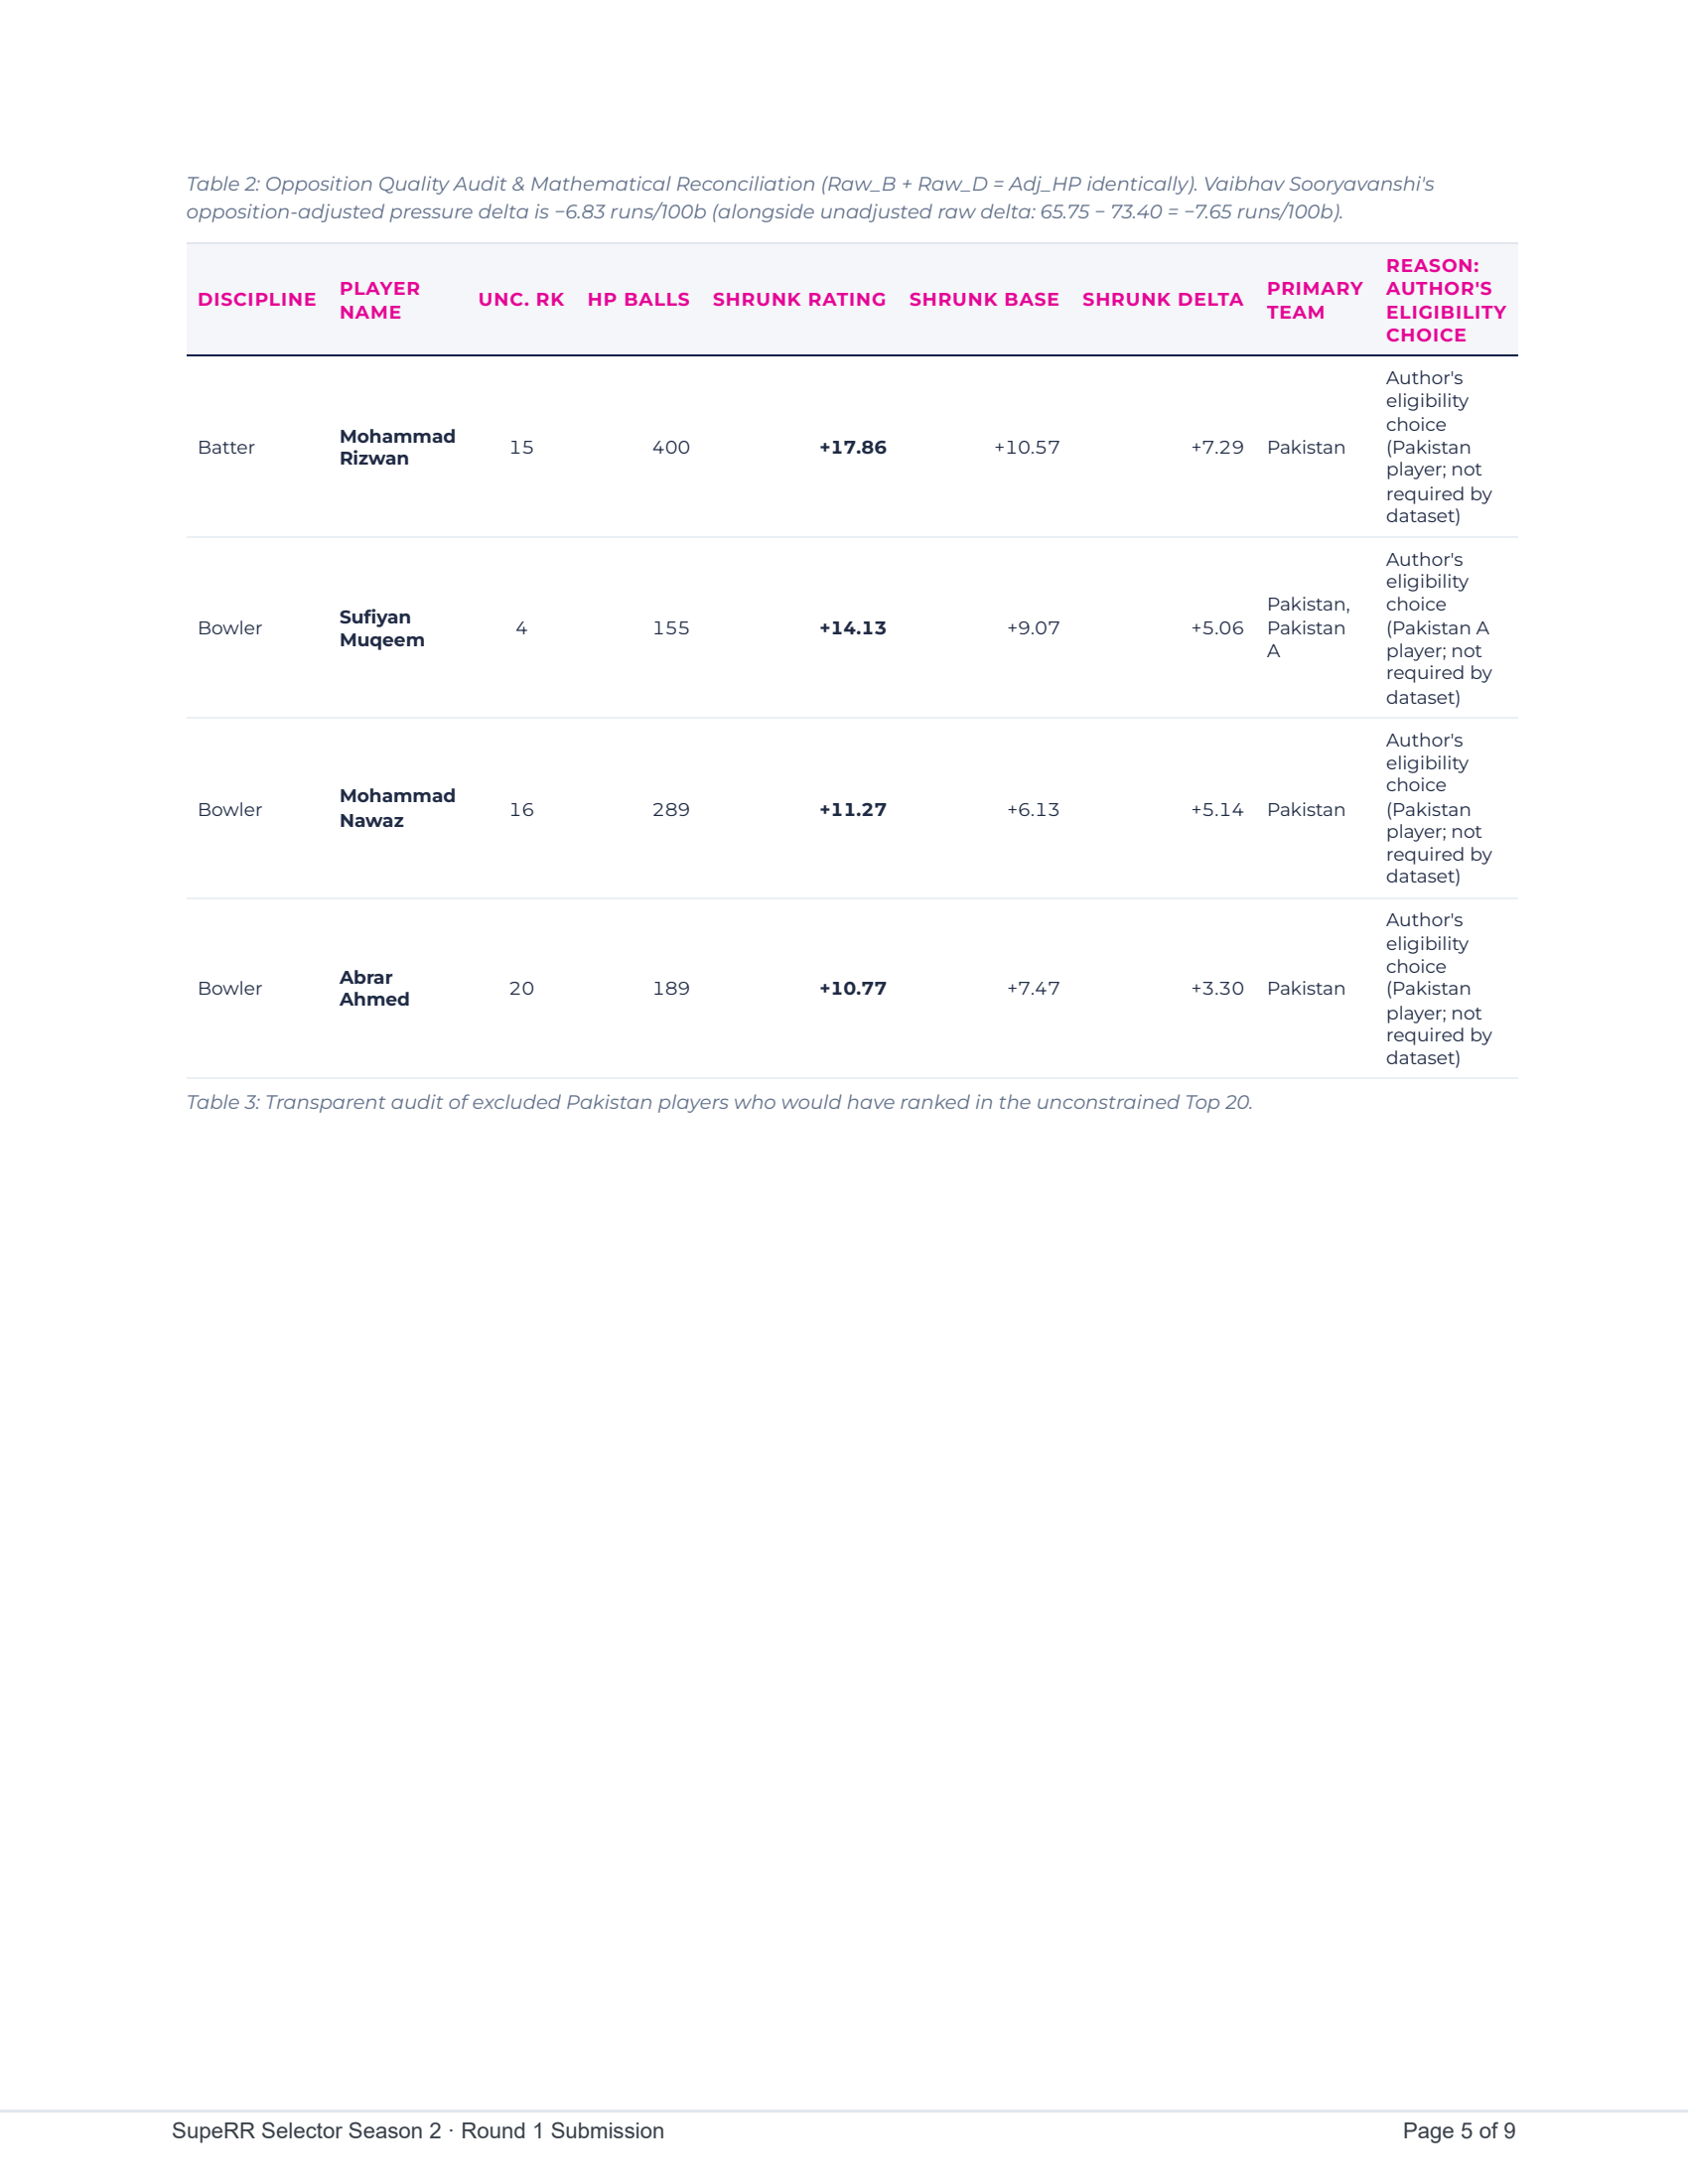 Table 2: Opposition Quality Audit & Mathematical Reconciliation (Raw_B + Raw_D = Adj_HP identically). Vaibhav Sooryavanshi's
opposition-adjusted pressure delta is −6.83 runs/100b (alongside unadjusted raw delta: 65.75 − 73.40 = −7.65 runs/100b).
DISCIPLINE PLAYER NAME UNC. RK HP BALLS SHRUNK RATING SHRUNK BASE SHRUNK DELTA PRIMARY TEAM REASON: AUTHOR'S ELIGIBILITY CHOICE
Batter Mohammad Rizwan 15 400 +17.86 +10.57 +7.29 Pakistan Author's eligibility choice (Pakistan player; not required by dataset)
Bowler Sufiyan Muqeem 4 155 +14.13 +9.07 +5.06 Pakistan, Pakistan A Author's eligibility choice (Pakistan A player; not required by dataset)
Bowler Mohammad Nawaz 16 289 +11.27 +6.13 +5.14 Pakistan Author's eligibility choice (Pakistan player; not required by dataset)
Bowler Abrar Ahmed 20 189 +10.77 +7.47 +3.30 Pakistan Author's eligibility choice (Pakistan player; not required by dataset)
Table 3: Transparent audit of excluded Pakistan players who would have ranked in the unconstrained Top 20.
SupeRR Selector Season 2 · Round 1 Submission Page 5 of 9